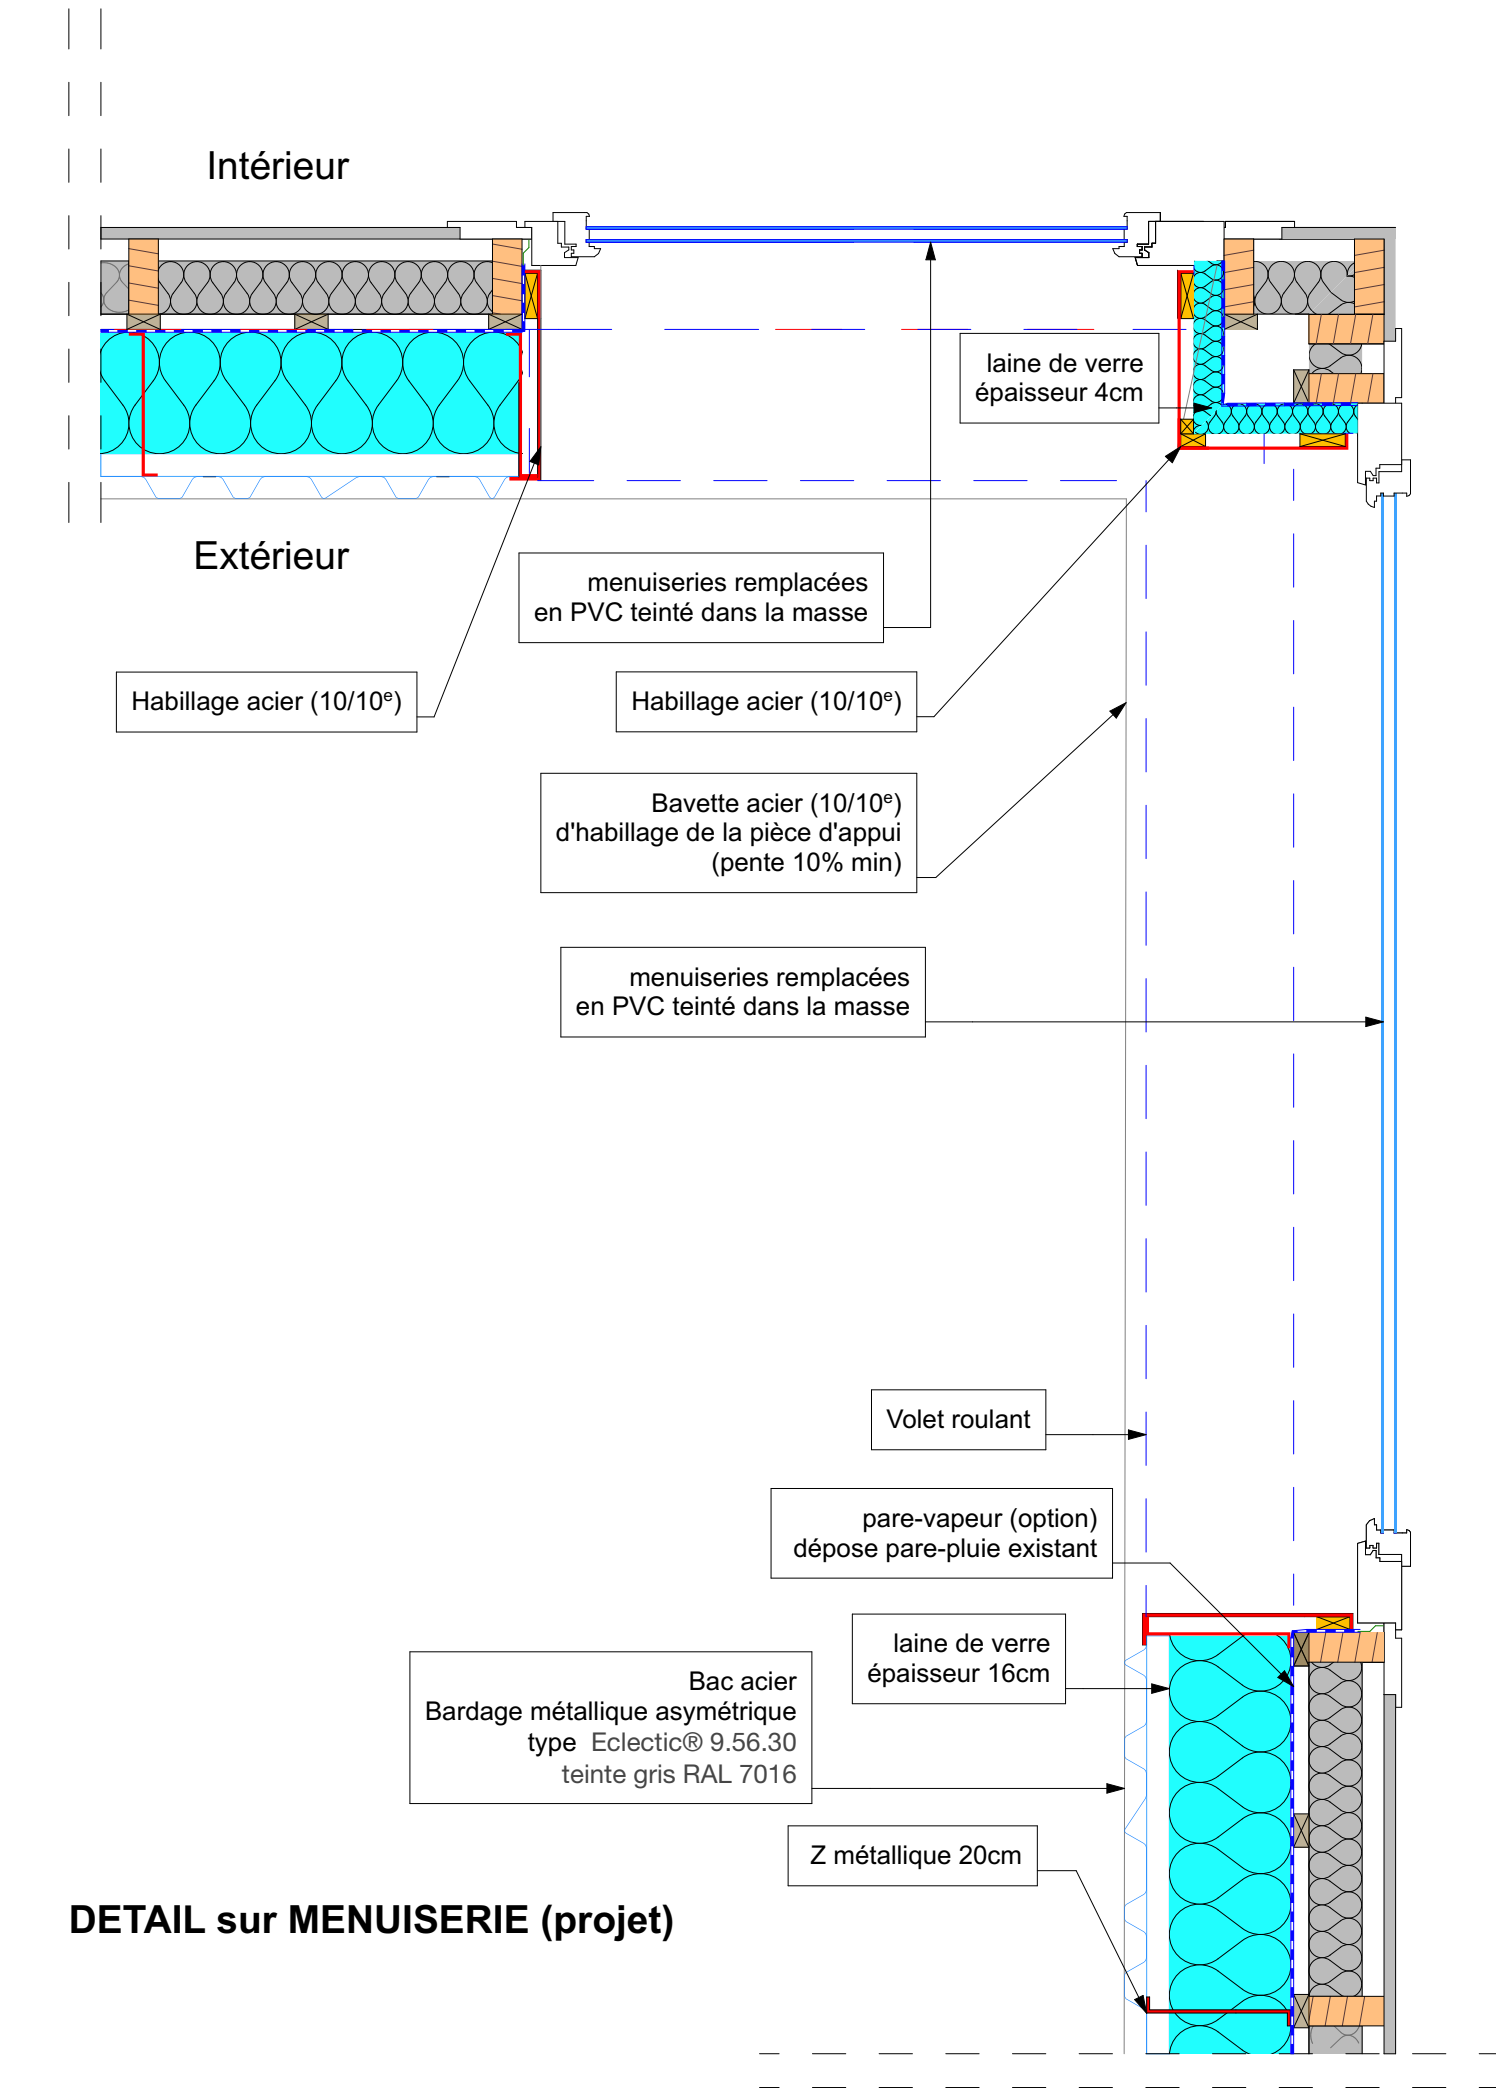 Intérieur
laine de verre
épaisseur 4cm
Extérieur
menuiseries remplacées
en PVC teinté dans la masse
Habillage acier (10/10ᵉ)
Habillage acier (10/10ᵉ)
Bavette acier (10/10ᵉ)
d'habillage de la pièce d'appui
(pente 10% min)
menuiseries remplacées
en PVC teinté dans la masse
Volet roulant
pare-vapeur (option)
dépose pare-pluie existant
laine de verre
épaisseur 16cm
Bac acier
Bardage métallique asymétrique
type Eclectic® 9.56.30
teinte gris RAL 7016
Z métallique 20cm
DETAIL sur MENUISERIE (projet)